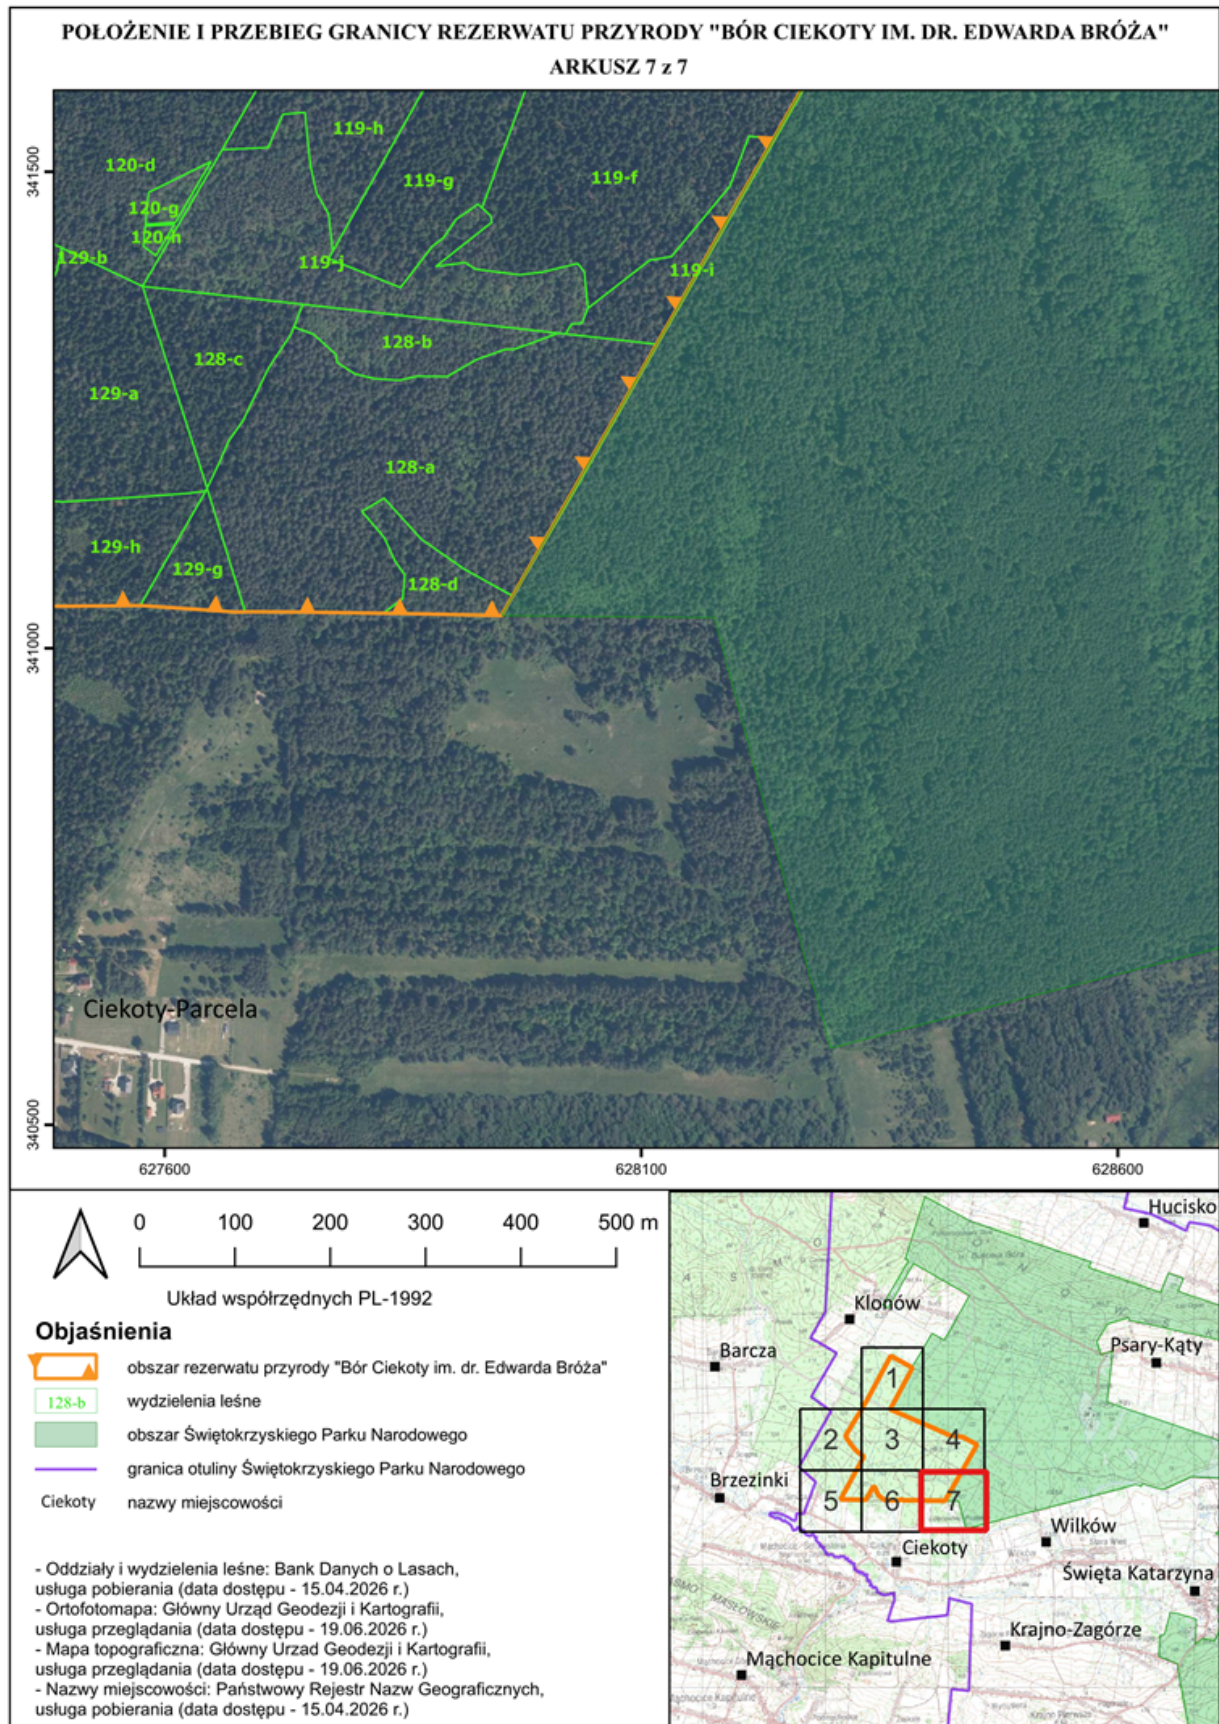 POŁOŻENIE I PRZEBIEG GRANICY REZERWATU PRZYRODY "BÓR CIEKOTY IM. DR. EDWARDA BRÓŻA"
ARKUSZ 7 z 7
341500
341000
340500
627600
628100
628600
119-h
120-d
119-g
119-f
120-g
120-h
129-b
119-j
119-i
128-b
128-c
129-a
128-a
129-h
129-g
128-d
Ciekoty-Parcela
0 100 200 300 400 500 m
Układ współrzędnych PL-1992
Objaśnienia
obszar rezerwatu przyrody "Bór Ciekoty im. dr. Edwarda Bróża"
128-b wydzielenia leśne
obszar Świętokrzyskiego Parku Narodowego
granica otuliny Świętokrzyskiego Parku Narodowego
Ciekoty nazwy miejscowości
- Oddziały i wydzielenia leśne: Bank Danych o Lasach,
usługa pobierania (data dostępu - 15.04.2026 r.)
- Ortofotomapa: Główny Urząd Geodezji i Kartografii,
usługa przeglądania (data dostępu - 19.06.2026 r.)
- Mapa topograficzna: Główny Urzad Geodezji i Kartografii,
usługa przeglądania (data dostępu - 19.06.2026 r.)
- Nazwy miejscowości: Państwowy Rejestr Nazw Geograficznych,
usługa pobierania (data dostępu - 15.04.2026 r.)
Hucisko
Klonów
Barcza
Psary-Kąty
1
2 3 4
Brzezinki
5 6 7
Wilków
Ciekoty
Święta Katarzyna
Krajno-Zagórze
Mąchocice Kapitulne